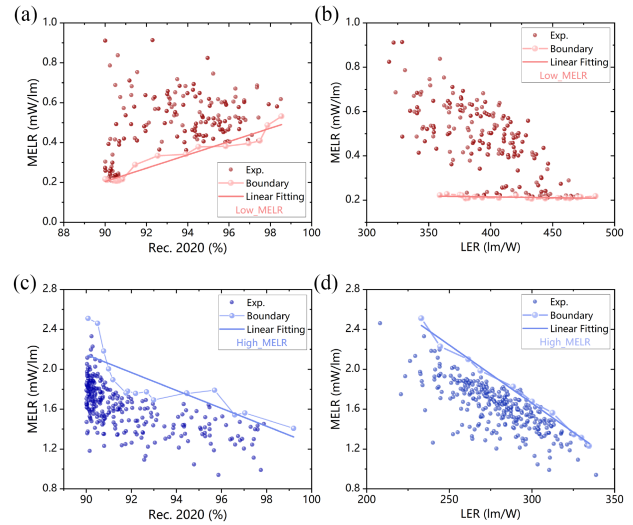 (a)
1.0
0.8
0.6
0.4
0.2
0.0
MELR (mW/lm)
Exp.
Boundary
Linear Fitting
Low_MELR
88 90 92 94 96 98 100
Rec. 2020 (%)
(b)
1.0
0.8
0.6
0.4
0.2
MELR (mW/lm)
Exp.
Boundary
Linear Fitting
Low_MELR
300 350 400 450 500
LER (lm/W)
(c)
2.8
2.4
2.0
1.6
1.2
0.8
MELR (mW/lm)
Exp.
Boundary
Linear Fitting
High_MELR
90 92 94 96 98 100
Rec. 2020 (%)
(d)
2.8
2.4
2.0
1.6
1.2
0.8
MELR (mW/lm)
Exp.
Boundary
Linear Fitting
High_MELR
200 250 300 350
LER (lm/W)